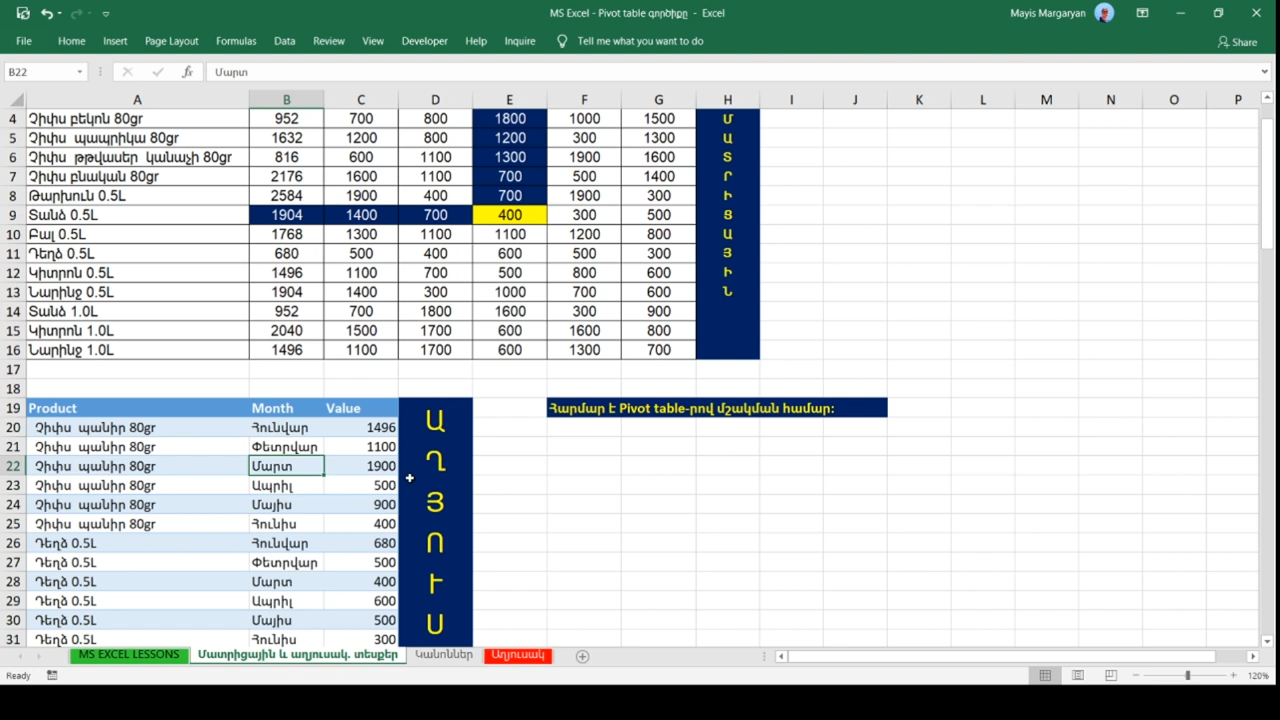 MS Excel - Pivot table գործիքը - Excel
Mayis Margaryan
File Home Insert Page Layout Formulas Data Review View Developer Help Inquire Tell me what you want to do Share
B22 fx Մարտ
A B C D E F G H I J K L M N O P
4 Չիփս բեկոն 80gr 952 700 800 1800 1000 1500 Մ
5 Չիփս պապրիկա 80gr 1632 1200 800 1200 300 1300 Ա
6 Չիփս թթվասեր կանաչի 80gr 816 600 1100 1300 1900 1600 Տ
7 Չիփս բնական 80gr 2176 1600 1100 700 500 1400 Ր
8 Թարխուն 0.5L 2584 1900 400 700 1900 300 Ի
9 Տանձ 0.5L 1904 1400 700 400 300 500 Ց
10 Բալ 0.5L 1768 1300 1100 1100 1200 800 Ա
11 Դեղձ 0.5L 680 500 400 600 500 300 Յ
12 Կիտրոն 0.5L 1496 1100 700 500 800 600 Ի
13 Նարինջ 0.5L 1904 1400 300 1000 700 600 Ն
14 Տանձ 1.0L 952 700 1800 1600 300 900
15 Կիտրոն 1.0L 2040 1500 1700 600 1600 800
16 Նարինջ 1.0L 1496 1100 1700 600 1300 700
17
18
19 Product Month Value Հարմար է Pivot table-րով մշակման համար:
20 Չիփս պանիր 80gr Հունվար 1496 Ա
21 Չիփս պանիր 80gr Փետրվար 1100
22 Չիփս պանիր 80gr Մարտ 1900 Ղ
23 Չիփս պանիր 80gr Ապրիլ 500
24 Չիփս պանիր 80gr Մայիս 900 Յ
25 Չիփս պանիր 80gr Հունիս 400
26 Դեղձ 0.5L Հունվար 680 Ո
27 Դեղձ 0.5L Փետրվար 500
28 Դեղձ 0.5L Մարտ 400 Ւ
29 Դեղձ 0.5L Ապրիլ 600
30 Դեղձ 0.5L Մայիս 500 Ս
31 Դեղձ 0.5L Հունիս 300
MS EXCEL LESSONS Մատրիցային և աղյուսակ. տեսքեր Կանոններ Աղյուսակ
Ready 120%